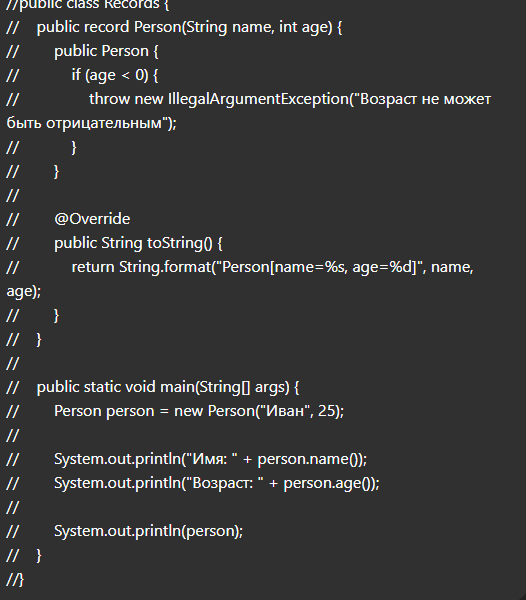 //public class Records {
//    public record Person(String name, int age) {
//        public Person {
//            if (age < 0) {
//                throw new IllegalArgumentException("Возраст не может
быть отрицательным");
//            }
//        }
//
//        @Override
//        public String toString() {
//            return String.format("Person[name=%s, age=%d]", name,
age);
//        }
//    }
//
//    public static void main(String[] args) {
//        Person person = new Person("Иван", 25);
//
//        System.out.println("Имя: " + person.name());
//        System.out.println("Возраст: " + person.age());
//
//        System.out.println(person);
//    }
//}